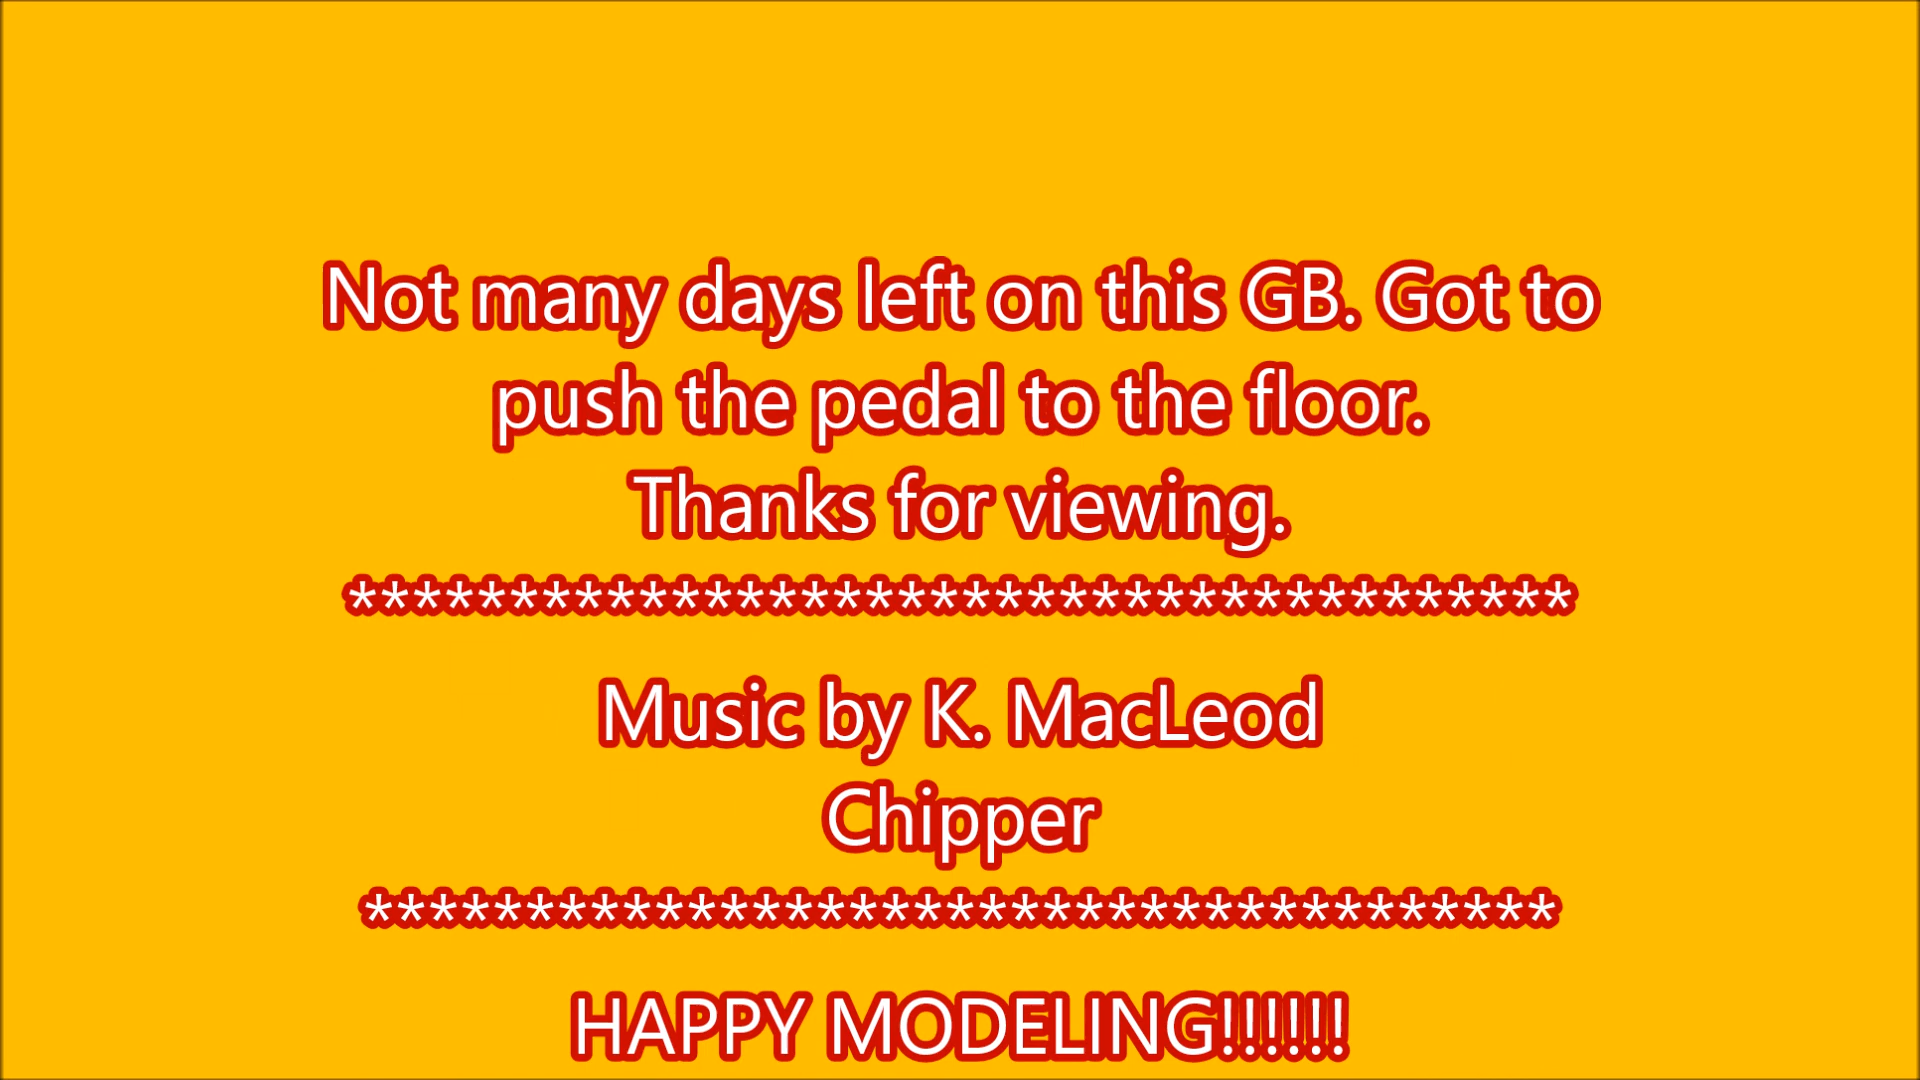 Not many days left on this GB. Got to
push the pedal to the floor.
Thanks for viewing.
**************************************
Music by K. MacLeod
Chipper
*************************************
HAPPY MODELING!!!!!!